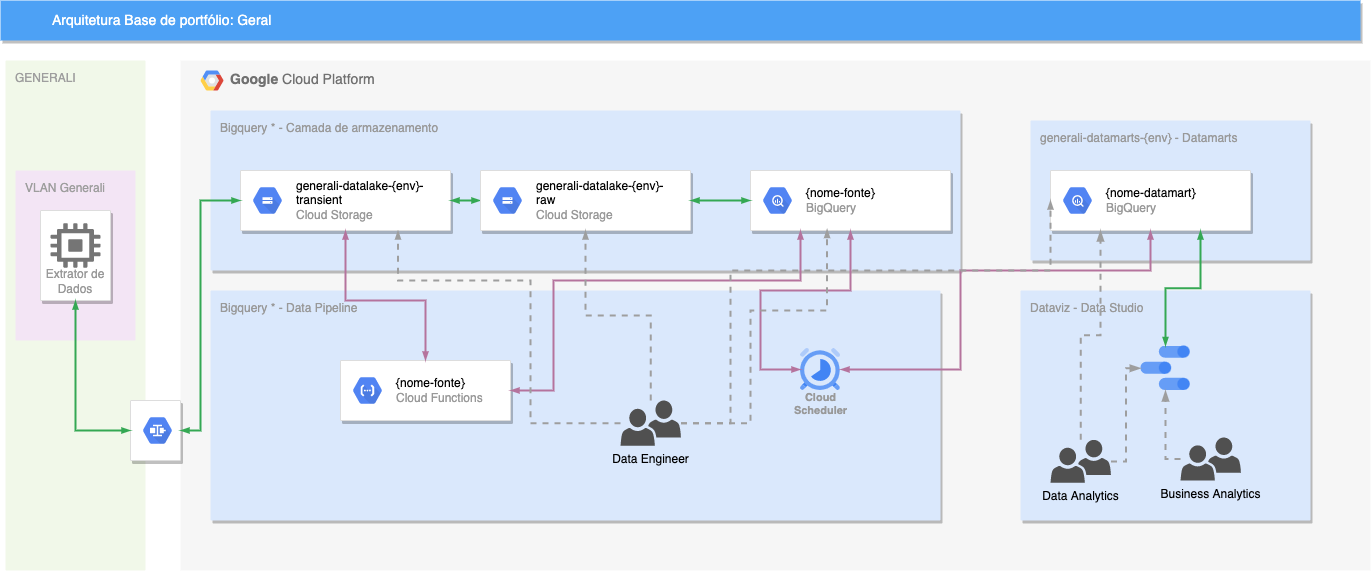 Arquitetura Base de portfólio: Geral
GENERALI
Google Cloud Platform
Bigquery * - Camada de armazenamento
generali-datamarts-{env} - Datamarts
VLAN Generali
Extrator de
Dados
generali-datalake-{env}-
transient
Cloud Storage
generali-datalake-{env}-
raw
Cloud Storage
{nome-fonte}
BigQuery
{nome-datamart}
BigQuery
Bigquery * - Data Pipeline
Dataviz - Data Studio
{nome-fonte}
Cloud Functions
Cloud
Scheduler
Data Engineer
Data Analytics
Business Analytics